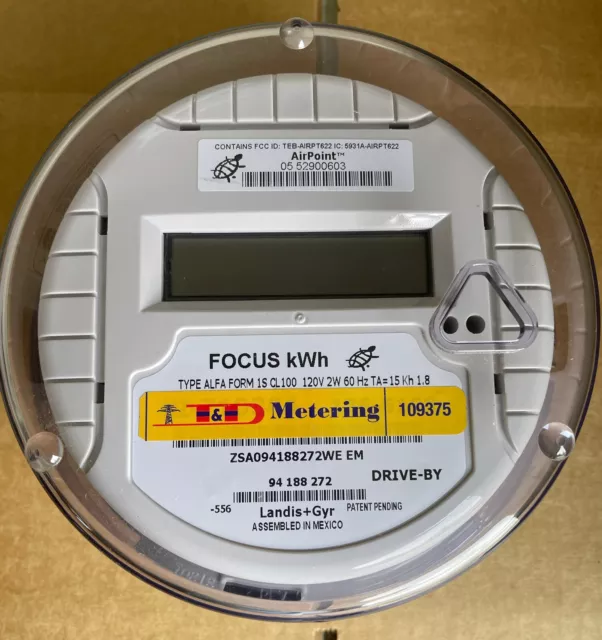 CONTAINS FCC ID: TEB-AIRPT622 IC: 5931A-AIRPT622
AirPoint™
05 52900603
FOCUS kWh
TYPE ALFA FORM 1S CL100 120V 2W 60 Hz TA=15 Kh 1.8
T&D Metering 109375
ZSA094188272WE EM
94 188 272 DRIVE-BY
-556 Landis+Gyr PATENT PENDING
ASSEMBLED IN MEXICO